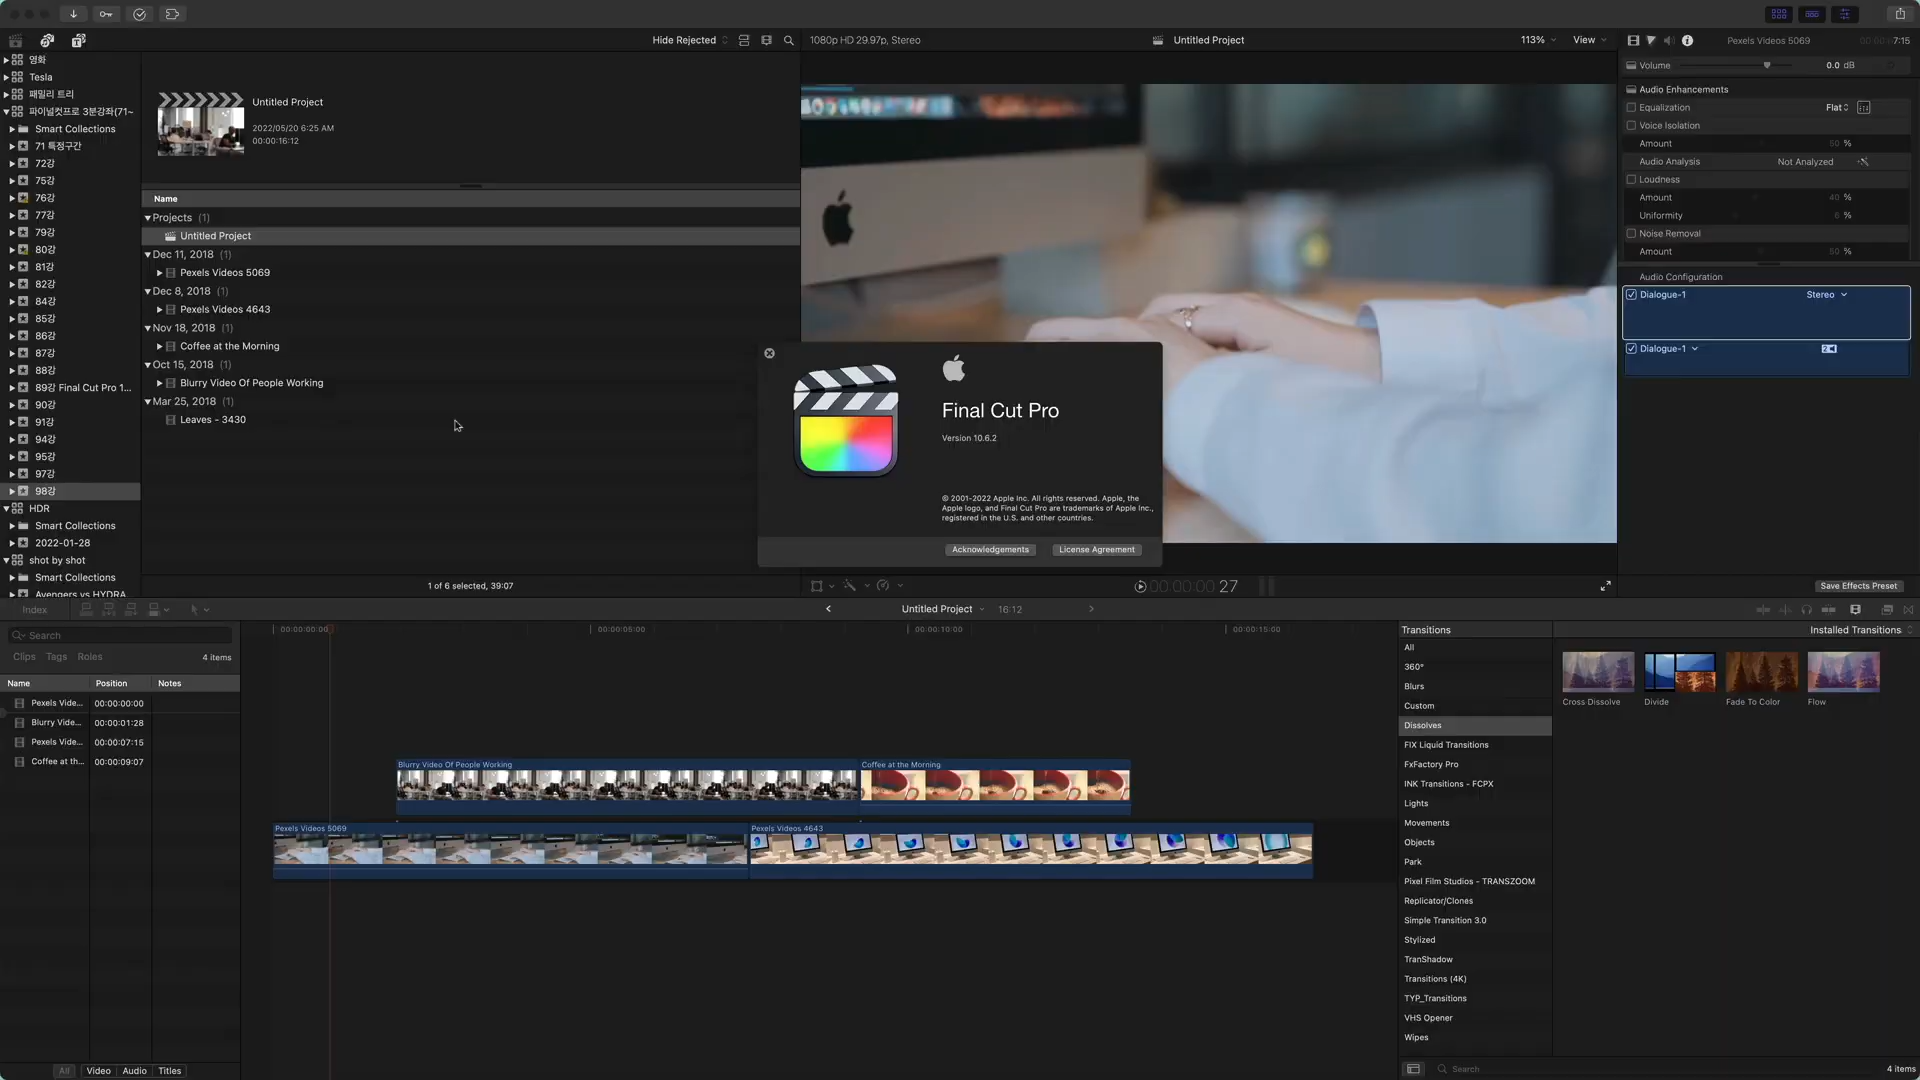 Hide Rejected
1080p HD 29.97p, Stereo
Untitled Project
113%
View
Pexels Videos 5069
7:15
영화
Tesla
패밀리 트리
파이널컷프로 3분강좌(71~
Smart Collections
71 특정구간
72강
75강
76강
77강
79강
80강
81강
82강
84강
85강
86강
87강
88강
89강 Final Cut Pro 1...
90강
91강
94강
95강
97강
98강
HDR
Smart Collections
2022-01-28
shot by shot
Smart Collections
Avengers vs HYDRA
Untitled Project
2022/05/20 6:25 AM
00:00:16:12
Name
Projects (1)
Untitled Project
Dec 11, 2018 (1)
Pexels Videos 5069
Dec 8, 2018 (1)
Pexels Videos 4643
Nov 18, 2018 (1)
Coffee at the Morning
Oct 15, 2018 (1)
Blurry Video Of People Working
Mar 25, 2018 (1)
Leaves - 3430
1 of 6 selected, 39:07
Final Cut Pro
Version 10.6.2
© 2001-2022 Apple Inc. All rights reserved. Apple, the
Apple logo, and Final Cut Pro are trademarks of Apple Inc.,
registered in the U.S. and other countries.
Acknowledgements
License Agreement
00:00:00:27
Volume
0.0 dB
Audio Enhancements
Equalization
Flat
Voice Isolation
Amount
50 %
Audio Analysis
Not Analyzed
Loudness
Amount
40 %
Uniformity
%
Noise Removal
Amount
50 %
Audio Configuration
Dialogue-1
Stereo
Dialogue-1
2
Save Effects Preset
Index
Untitled Project
16:12
Search
Clips
Tags
Roles
4 items
Name
Position
Notes
Pexels Vide...
00:00:00:00
Blurry Vide...
00:00:01:28
Pexels Vide...
00:00:07:15
Coffee at th...
00:00:09:07
All
Video
Audio
Titles
00:00:00:00
00:00:05:00
00:00:10:00
00:00:15:00
Blurry Video Of People Working
Coffee at the Morning
Pexels Videos 5069
Pexels Videos 4643
Transitions
Installed Transitions
All
360°
Blurs
Custom
Dissolves
FIX Liquid Transitions
FxFactory Pro
INK Transitions - FCPX
Lights
Movements
Objects
Park
Pixel Film Studios - TRANSZOOM
Replicator/Clones
Simple Transition 3.0
Stylized
TranShadow
Transitions (4K)
TYP_Transitions
VHS Opener
Wipes
Cross Dissolve
Divide
Fade To Color
Flow
Search
4 items